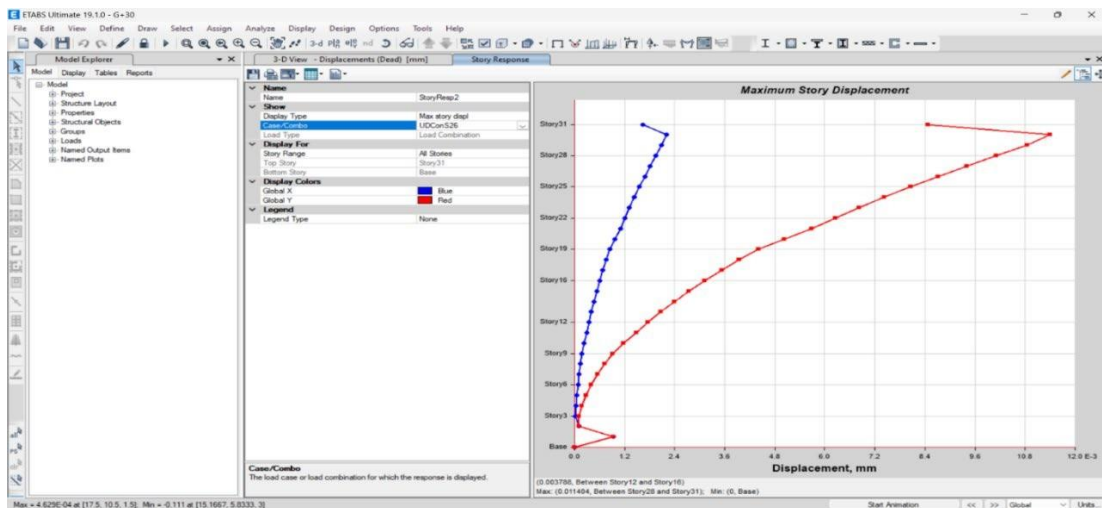 ETABS Ultimate 19.1.0 - G+30
File Edit View Define Draw Select Assign Analyze Display Design Options Tools Help
3-d
Model Explorer
3-D View - Displacements (Dead) [mm]
Story Response
Model Display Tables Reports
Model
Project
Structure Layout
Properties
Structural Objects
Groups
Loads
Named Output Items
Named Plots
Name
Name StoryResp2
Show
Display Type Max story displ
Case/Combo UDConS26
Load Type Load Combination
Display For
Story Range All Stories
Top Story Story31
Bottom Story Base
Display Colors
Global X Blue
Global Y Red
Legend
Legend Type None
Case/Combo
The load case or load combination for which the response is displayed.
Maximum Story Displacement
Story31
Story28
Story25
Story22
Story19
Story16
Story12
Story9
Story6
Story3
Base
0.0 1.2 2.4 3.6 4.8 6.0 7.2 8.4 9.6 10.8 12.0 E-3
Displacement, mm
(0.003788, Between Story12 and Story16)
Max: (0.011404, Between Story28 and Story31); Min: (0, Base)
Max = 4.629E-04 at [17.5, 10.5, 1.5]; Min = -0.111 at [15.1667, 5.8333, 3]
Start Animation << >> Global Units...